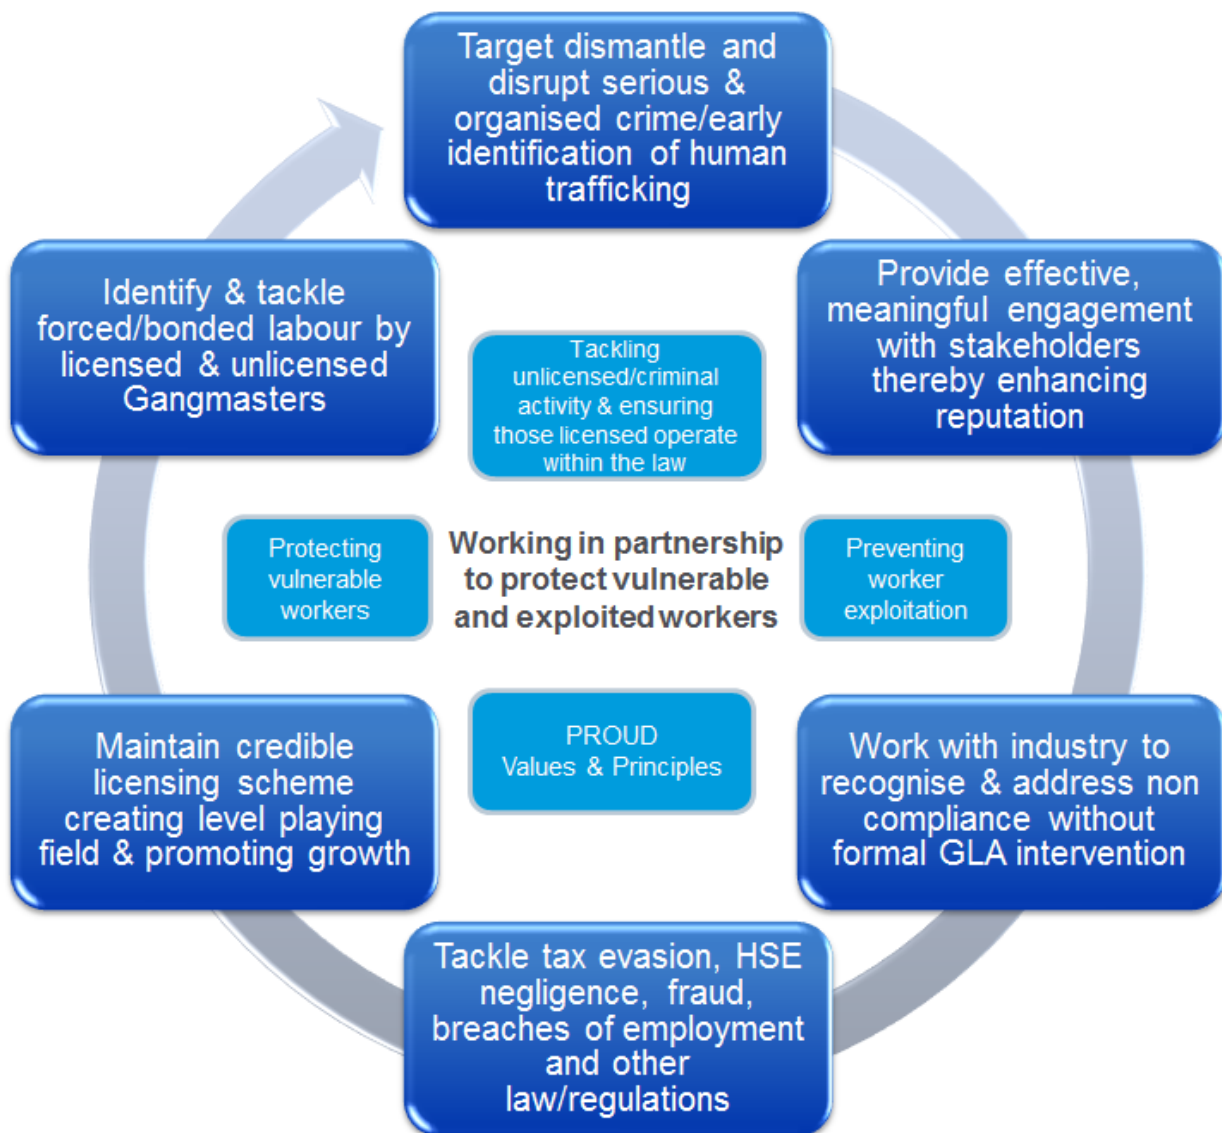 Target dismantle and
disrupt serious &
organised crime/early
identification of human
trafficking
Provide effective,
meaningful engagement
with stakeholders
thereby enhancing
reputation
Work with industry to
recognise & address non
compliance without
formal GLA intervention
Tackle tax evasion, HSE
negligence, fraud,
breaches of employment
and other
law/regulations
Maintain credible
licensing scheme
creating level playing
field & promoting growth
Identify & tackle
forced/bonded labour by
licensed & unlicensed
Gangmasters
Tackling
unlicensed/criminal
activity & ensuring
those licensed operate
within the law
Protecting
vulnerable
workers
Working in partnership
to protect vulnerable
and exploited workers
Preventing
worker
exploitation
PROUD
Values & Principles